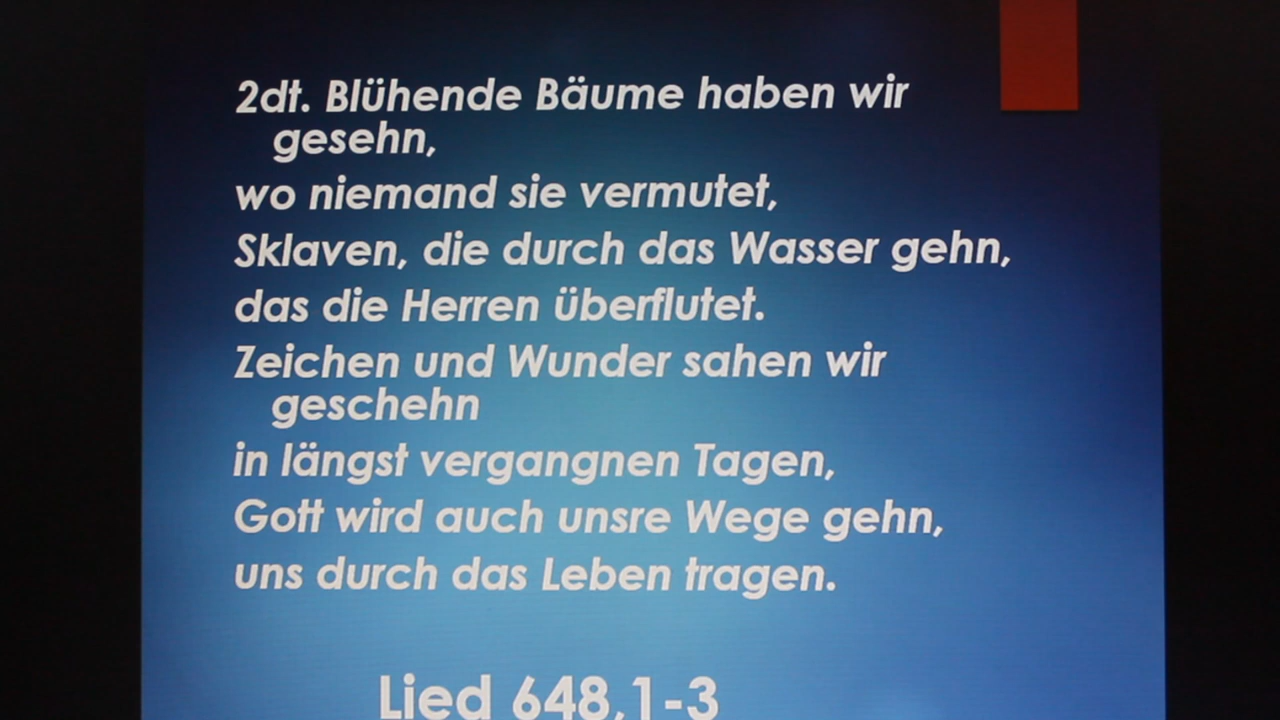 2dt. Blühende Bäume haben wir
gesehn,
wo niemand sie vermutet,
Sklaven, die durch das Wasser gehn,
das die Herren überflutet.
Zeichen und Wunder sahen wir
geschehn
in längst vergangnen Tagen,
Gott wird auch unsre Wege gehn,
uns durch das Leben tragen.
Lied 648,1-3